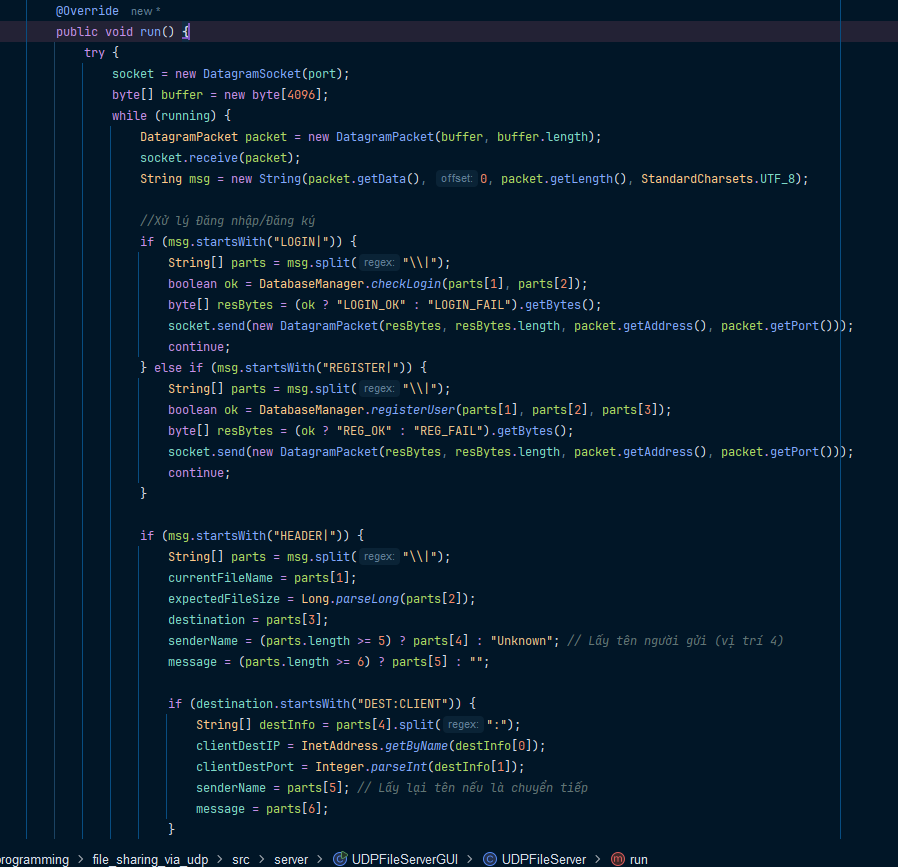 @Override new *
public void run() {
try {
socket = new DatagramSocket(port);
byte[] buffer = new byte[4096];
while (running) {
DatagramPacket packet = new DatagramPacket(buffer, buffer.length);
socket.receive(packet);
String msg = new String(packet.getData(), offset: 0, packet.getLength(), StandardCharsets.UTF_8);
//Xử lý Đăng nhập/Đăng ký
if (msg.startsWith("LOGIN|")) {
String[] parts = msg.split( regex: "\\|");
boolean ok = DatabaseManager.checkLogin(parts[1], parts[2]);
byte[] resBytes = (ok ? "LOGIN_OK" : "LOGIN_FAIL").getBytes();
socket.send(new DatagramPacket(resBytes, resBytes.length, packet.getAddress(), packet.getPort()));
continue;
} else if (msg.startsWith("REGISTER|")) {
String[] parts = msg.split( regex: "\\|");
boolean ok = DatabaseManager.registerUser(parts[1], parts[2], parts[3]);
byte[] resBytes = (ok ? "REG_OK" : "REG_FAIL").getBytes();
socket.send(new DatagramPacket(resBytes, resBytes.length, packet.getAddress(), packet.getPort()));
continue;
}
if (msg.startsWith("HEADER|")) {
String[] parts = msg.split( regex: "\\|");
currentFileName = parts[1];
expectedFileSize = Long.parseLong(parts[2]);
destination = parts[3];
senderName = (parts.length >= 5) ? parts[4] : "Unknown"; // Lấy tên người gửi (vị trí 4)
message = (parts.length >= 6) ? parts[5] : "";
if (destination.startsWith("DEST:CLIENT")) {
String[] destInfo = parts[4].split( regex: ":");
clientDestIP = InetAddress.getByName(destInfo[0]);
clientDestPort = Integer.parseInt(destInfo[1]);
senderName = parts[5]; // Lấy lại tên nếu là chuyển tiếp
message = parts[6];
}
rogramming > file_sharing_via_udp > src > server > UDPFileServerGUI > UDPFileServer > run